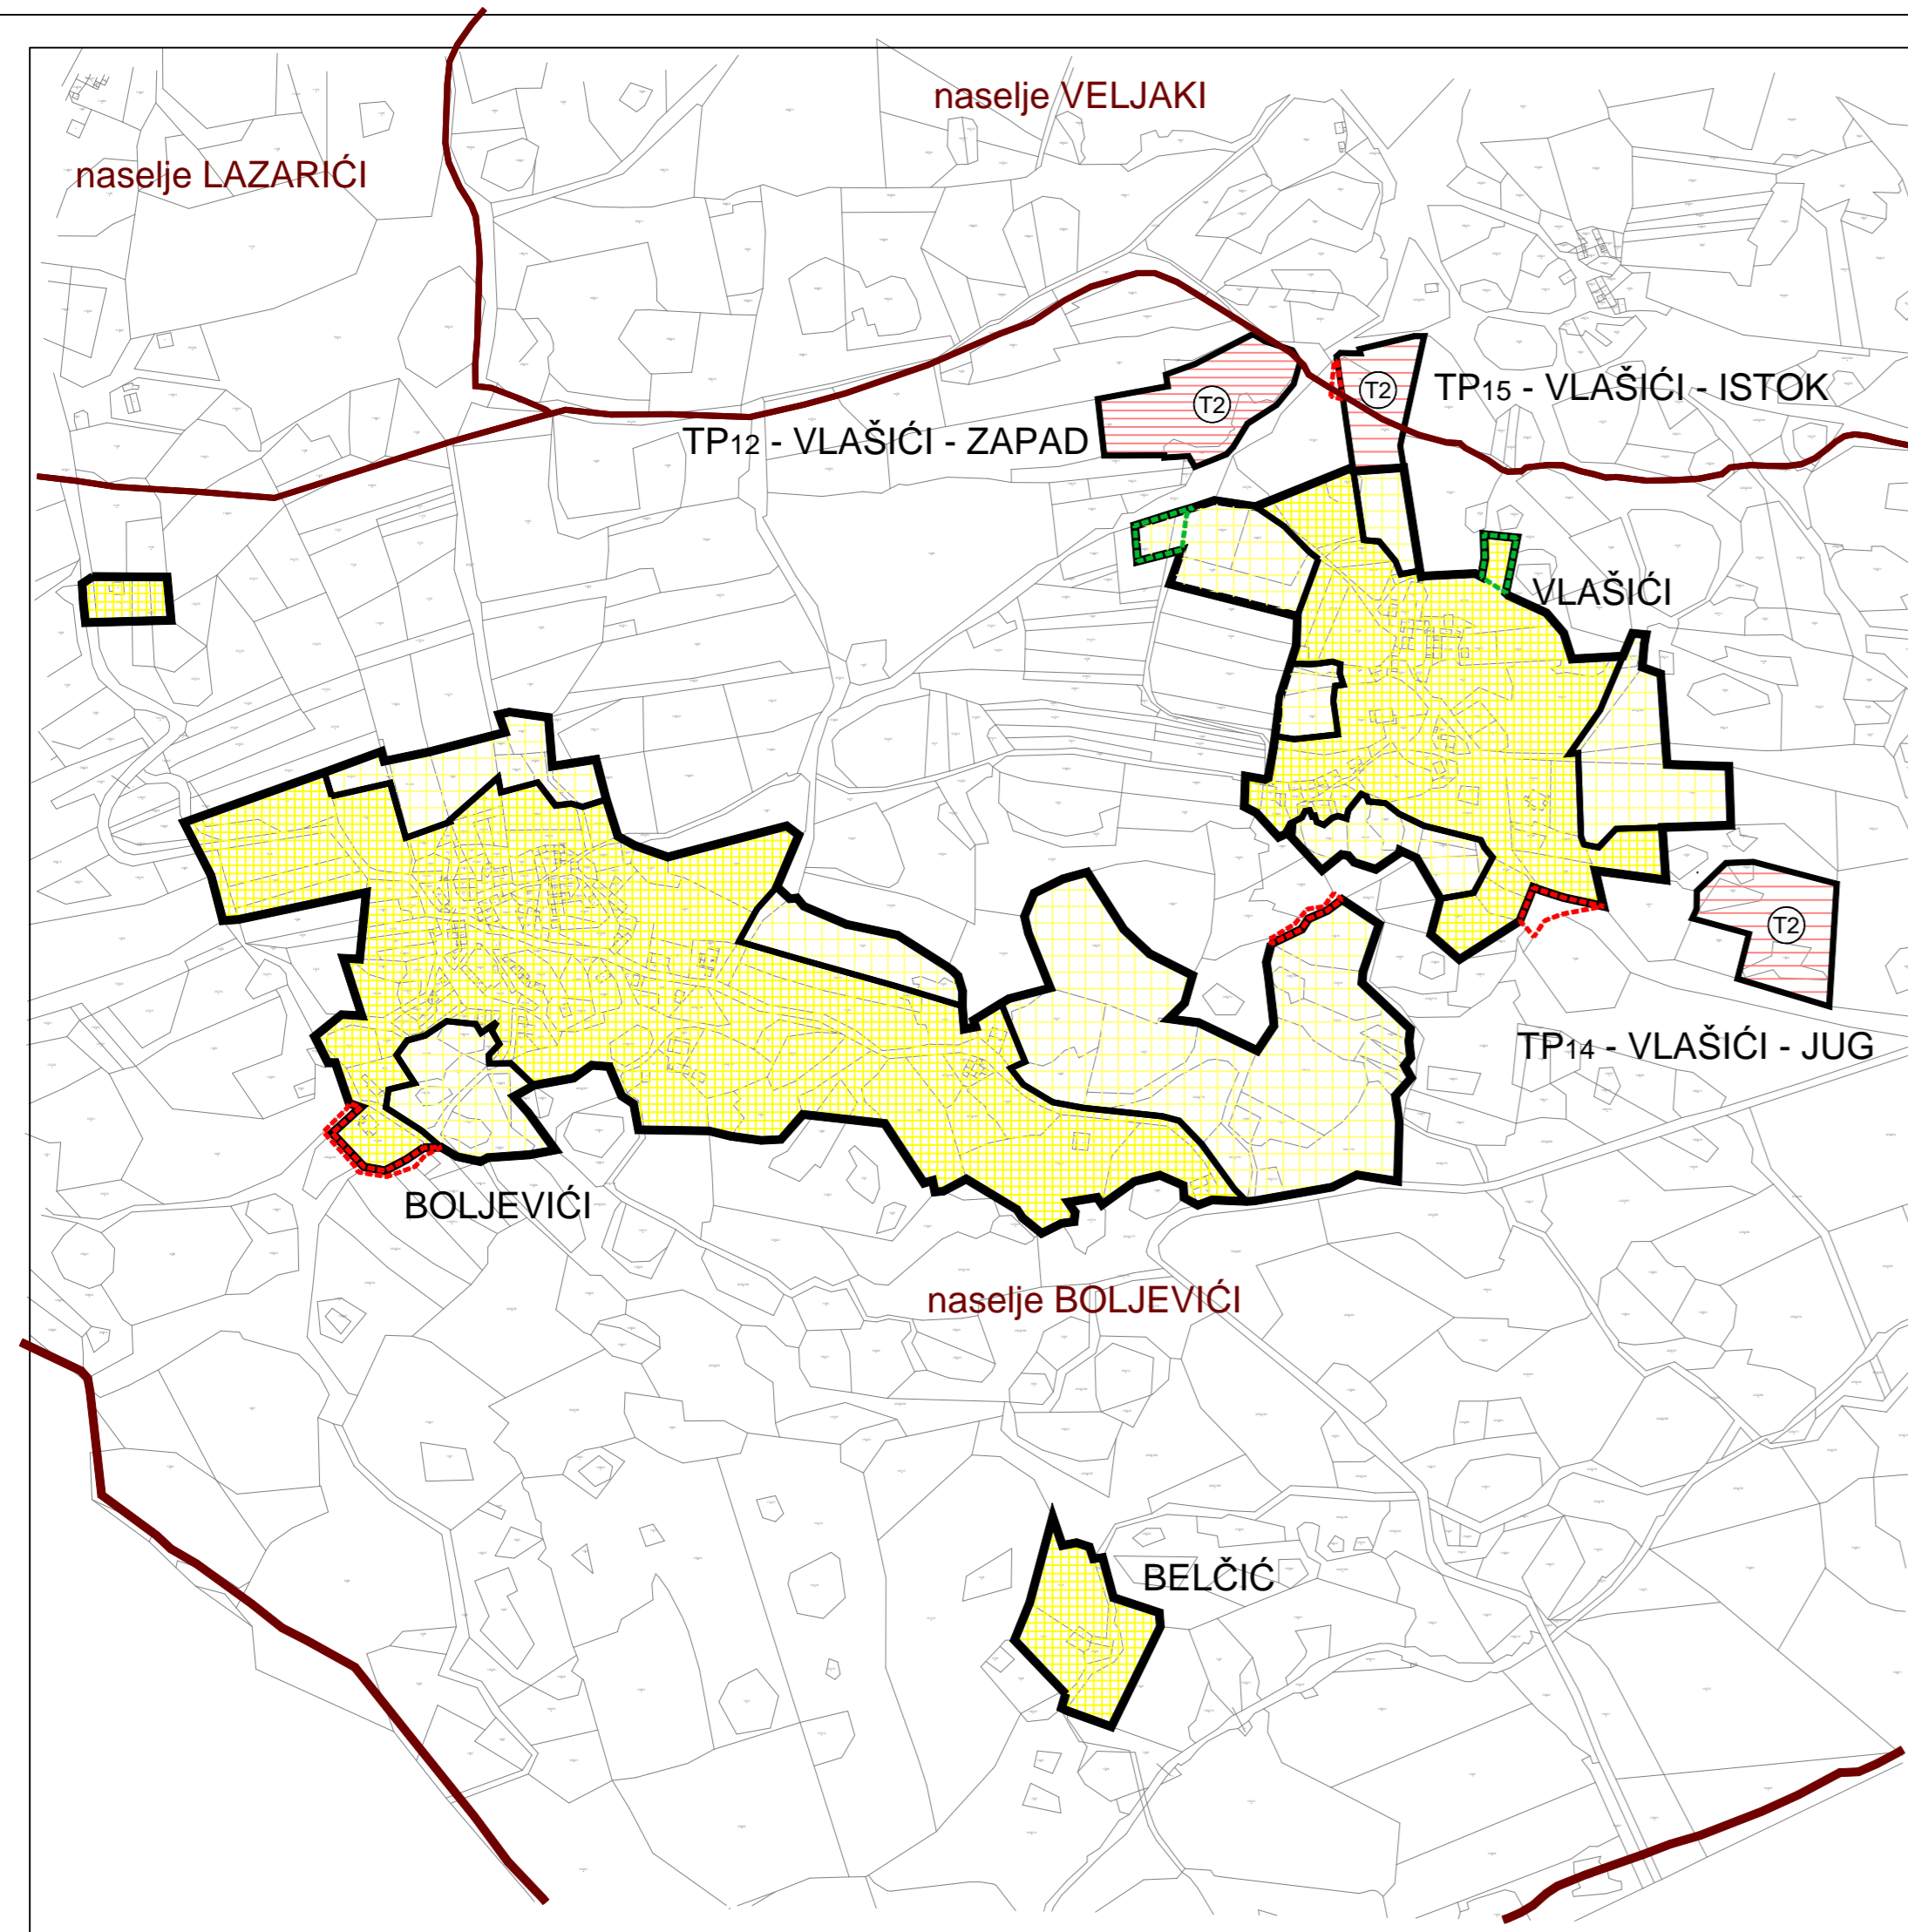 naselje VELJAKI
naselje LAZARIĆI
T2
T2
TP15 - VLAŠIĆI - ISTOK
TP12 - VLAŠIĆI - ZAPAD
VLAŠIĆI
T2
TP14 - VLAŠIĆI - JUG
BOLJEVIĆI
naselje BOLJEVIĆI
BELČIĆ